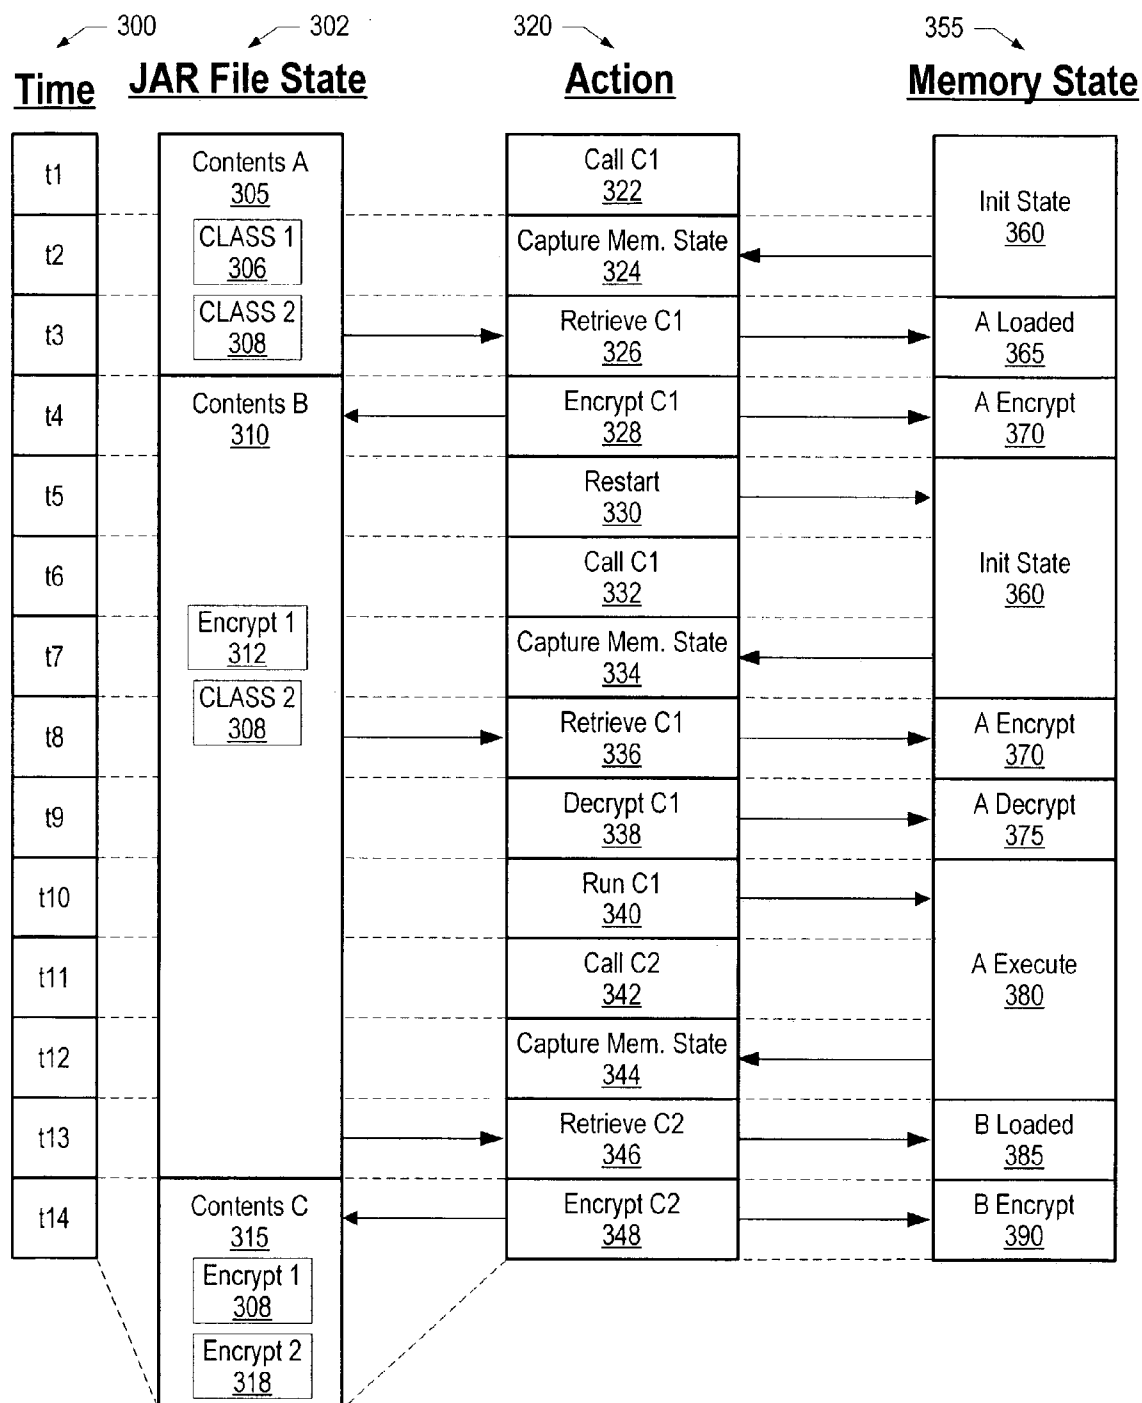 300 302 320 355
Time JAR File State Action Memory State
t1
Contents A
305
Call C1
322
Init State
360
t2
CLASS 1
306
Capture Mem. State
324
t3
CLASS 2
308
Retrieve C1
326
A Loaded
365
t4
Contents B
310
Encrypt C1
328
A Encrypt
370
t5
Restart
330
t6
Call C1
332
Init State
360
t7
Encrypt 1
312
Capture Mem. State
334
t8
CLASS 2
308
Retrieve C1
336
A Encrypt
370
t9
Decrypt C1
338
A Decrypt
375
t10
Run C1
340
t11
Call C2
342
A Execute
380
t12
Capture Mem. State
344
t13
Retrieve C2
346
B Loaded
385
t14
Contents C
315
Encrypt C2
348
B Encrypt
390
Encrypt 1
308
Encrypt 2
318